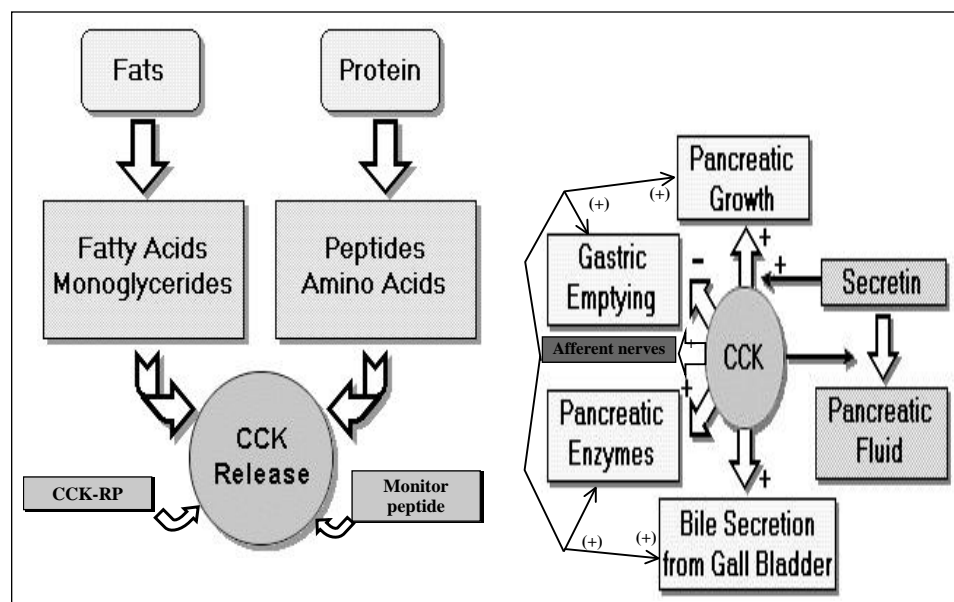 Fats
Protein
Fatty Acids
Monoglycerides
Peptides
Amino Acids
CCK
Release
CCK-RP
Monitor
peptide
Pancreatic
Growth
(+)
(+)
Gastric
Emptying
-
+
+
Secretin
Afferent nerves
+
CCK
+
Pancreatic
Enzymes
Pancreatic
Fluid
+
(+)
(+)
Bile Secretion
from Gall Bladder